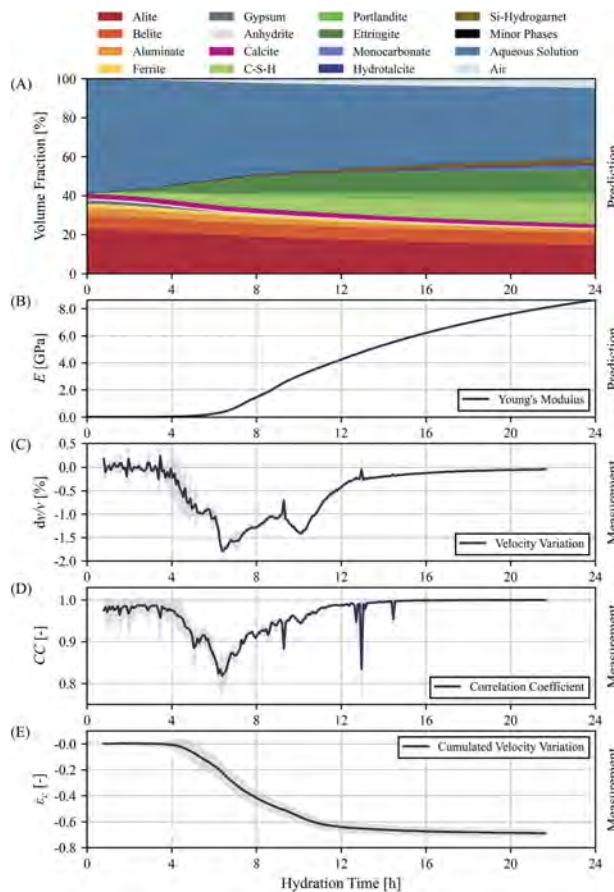 Alite Gypsum Portlandite Si-Hydrogarnet
Belite Anhydrite Ettringite Minor Phases
Aluminate Calcite Monocarbonate Aqueous Solution
Ferrite C-S-H Hydrotalcite Air
(A)
100
80
60
40
20
0
Volume Fraction [%]
Prediction
0 4 8 12 16 20 24
(B)
8.0
6.0
4.0
2.0
0.0
E [GPa]
Young's Modulus
Prediction
0 4 8 12 16 20 24
(C)
0.5
0.0
-0.5
-1.0
-1.5
-2.0
dv/v [%]
Velocity Variation
Measurement
0 4 8 12 16 20 24
(D)
1.0
0.9
0.8
CC [-]
Correlation Coefficient
Measurement
0 4 8 12 16 20 24
(E)
-0.0
-0.2
-0.4
-0.6
-0.8
εc [-]
Cumulated Velocity Variation
Measurement
0 4 8 12 16 20 24
Hydration Time [h]